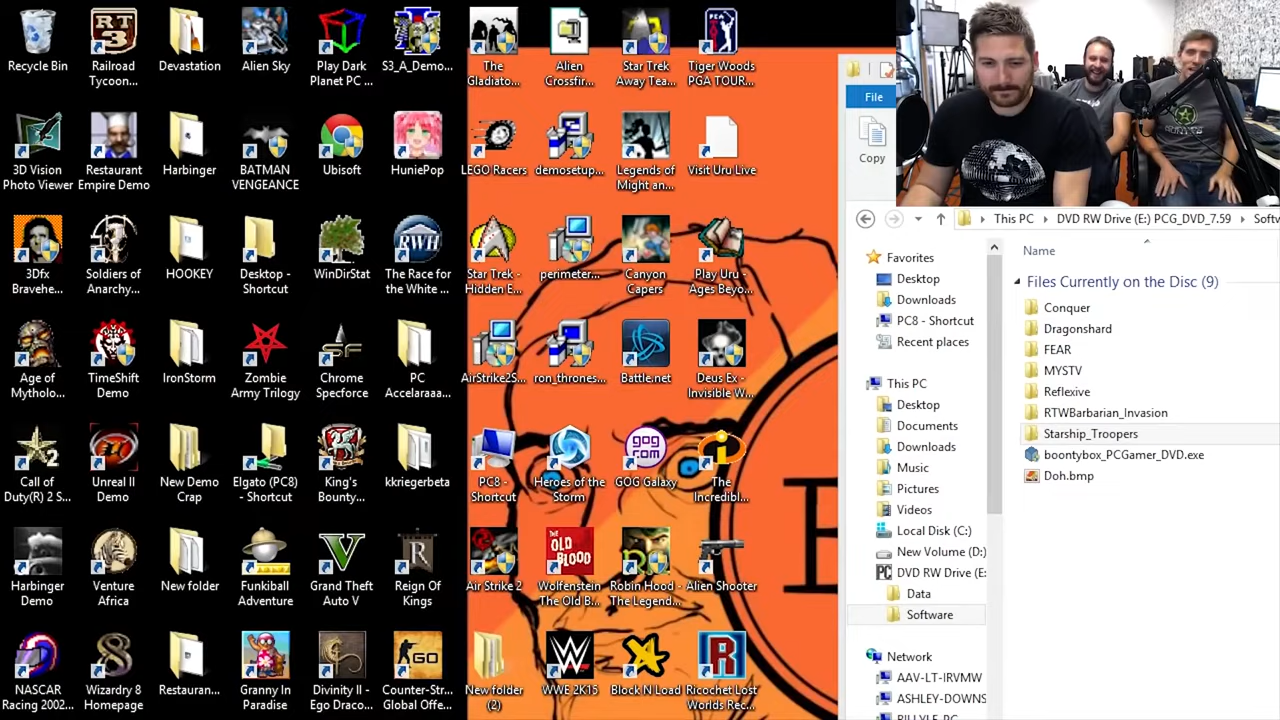 Recycle Bin
Railroad
Tycoon...
Devastation
Alien Sky
Play Dark
Planet PC ...
S3_A_Demo...
The
Gladiato...
Alien
Crossfir...
Star Trek
Away Tea...
Tiger Woods
PGA TOUR...
3D Vision
Photo Viewer
Restaurant
Empire Demo
Harbinger
BATMAN
VENGEANCE
Ubisoft
HuniePop
LEGO Racers
demosetup...
Legends of
Might an...
Visit Uru Live
3Dfx
Bravehe...
Soldiers of
Anarchy...
HOOKEY
Desktop -
Shortcut
WinDirStat
The Race for
the White ...
Star Trek -
Hidden E...
perimeter...
Canyon
Capers
Play Uru -
Ages Beyo...
Age of
Mytholo...
TimeShift
Demo
IronStorm
Zombie
Army Trilogy
Chrome
Specforce
PC
Accelaraaa...
AirStrike2S...
iron_thrones...
Battle.net
Deus Ex -
Invisible W...
Call of
Duty(R) 2 S...
Unreal II
Demo
New Demo
Crap
Elgato (PC8)
- Shortcut
King's
Bounty...
kkriegerbeta
PC8 -
Shortcut
Heroes of the
Storm
GOG Galaxy
The
Incredibl...
Harbinger
Demo
Venture
Africa
New folder
Funkiball
Adventure
Grand Theft
Auto V
Reign Of
Kings
Air Strike 2
Wolfenstein
The Old B...
Robin Hood -
The Legend...
Alien Shooter
NASCAR
Racing 2002...
Wizardry 8
Homepage
Restauran...
Granny In
Paradise
Divinity II -
Ego Draco...
Counter-Str...
Global Offe...
New folder
(2)
WWE 2K15
Block N Load
Ricochet Lost
Worlds Rec...
File
Copy
This PC
DVD RW Drive (E:) PCG_DVD_7.59
Softw
Name
Favorites
Desktop
Downloads
PC8 - Shortcut
Recent places
This PC
Desktop
Documents
Downloads
Music
Pictures
Videos
Local Disk (C:)
New Volume (D:)
DVD RW Drive (E:
Data
Software
Network
AAV-LT-IRVMW
ASHLEY-DOWNS
Files Currently on the Disc (9)
Conquer
Dragonshard
FEAR
MYSTV
Reflexive
RTWBarbarian_Invasion
Starship_Troopers
boontybox_PCGamer_DVD.exe
Doh.bmp